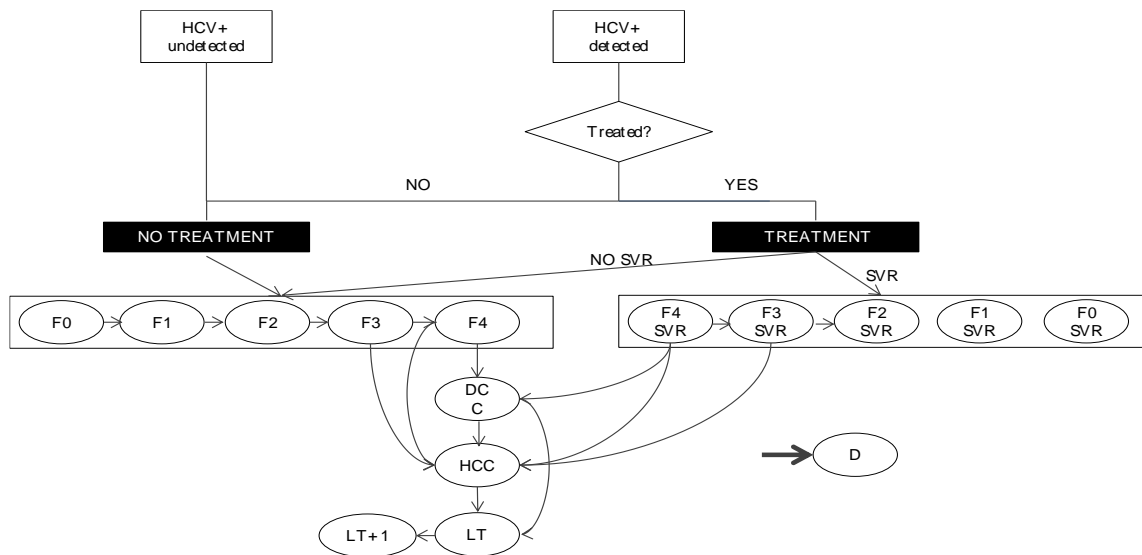 HCV+
undetected
HCV+
detected
Treated?
NO
YES
NO TREATMENT
TREATMENT
NO SVR
SVR
F0
F1
F2
F3
F4
F4
SVR
F3
SVR
F2
SVR
F1
SVR
F0
SVR
DC
C
HCC
D
LT+1
LT